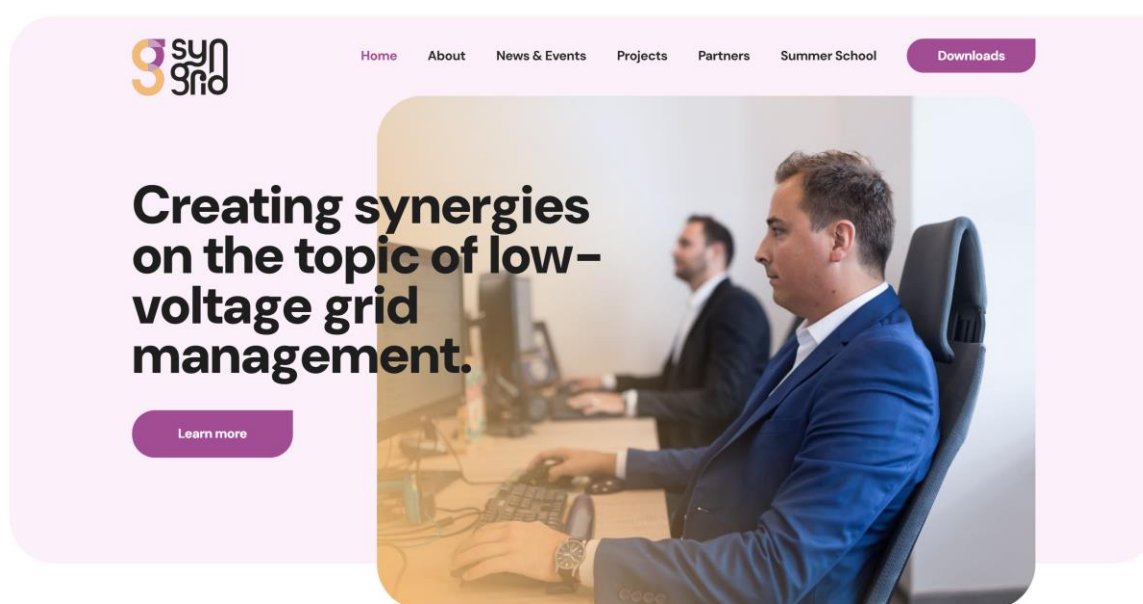 syn
grid
Home About News & Events Projects Partners Summer School Downloads
Creating synergies
on the topic of low-
voltage grid
management.
Learn more